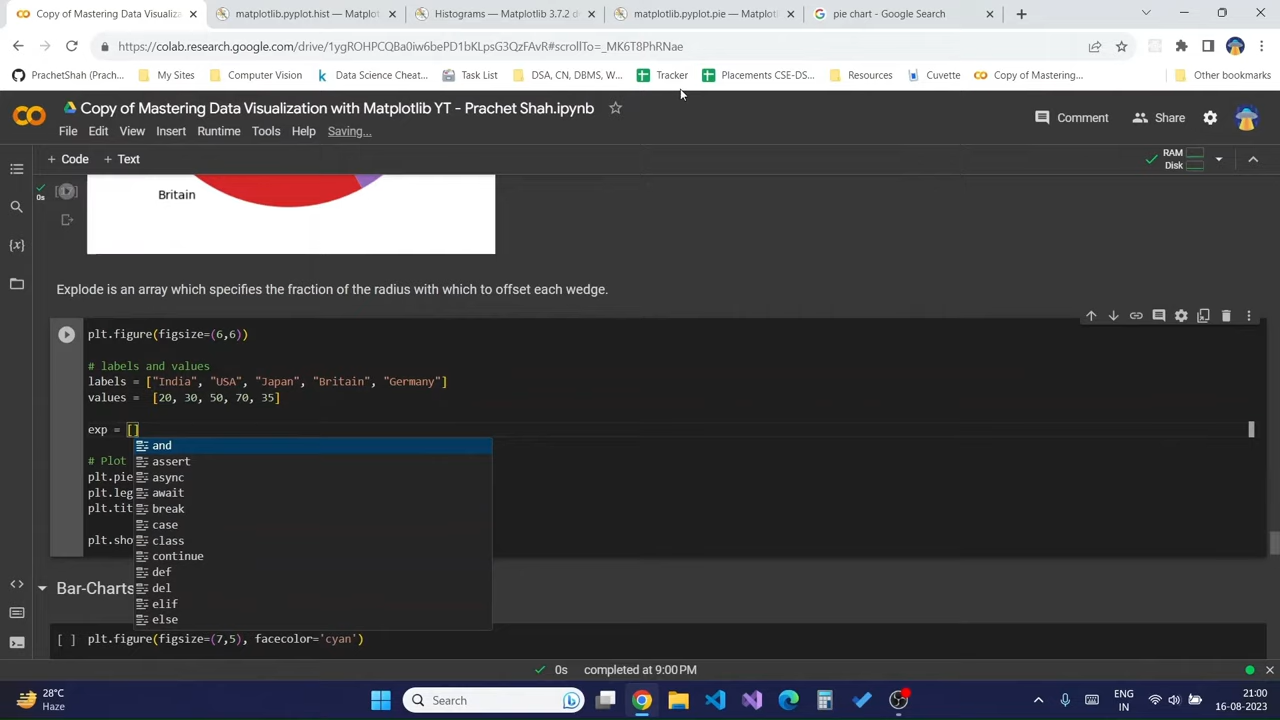 Copy of Mastering Data Visualiza
matplotlib.pyplot.hist — Matplotli
Histograms — Matplotlib 3.7.2 de
matplotlib.pyplot.pie — Matplotl
pie chart - Google Search
https://colab.research.google.com/drive/1ygROHPCQBa0iw6bePD1bKLpsG3QzFAvR#scrollTo=_MK6T8PhRNae
PrachetShah (Prach...
My Sites
Computer Vision
Data Science Cheat...
Task List
DSA, CN, DBMS, W...
Tracker
Placements CSE-DS...
Resources
Cuvette
Copy of Mastering...
Other bookmarks
Copy of Mastering Data Visualization with Matplotlib YT - Prachet Shah.ipynb
File Edit View Insert Runtime Tools Help Saving...
Comment
Share
+ Code + Text
RAM
Disk
0s
Britain
Explode is an array which specifies the fraction of the radius with which to offset each wedge.
plt.figure(figsize=(6,6))
# labels and values
labels = ["India", "USA", "Japan", "Britain", "Germany"]
values = [20, 30, 50, 70, 35]
exp = []
and
# Plot
assert
plt.pie
async
plt.leg
await
plt.tit
break
case
plt.sho
class
continue
def
Bar-Charts
del
elif
else
[ ] plt.figure(figsize=(7,5), facecolor='cyan')
0s completed at 9:00 PM
28°C
Haze
Search
ENG
IN
21:00
16-08-2023